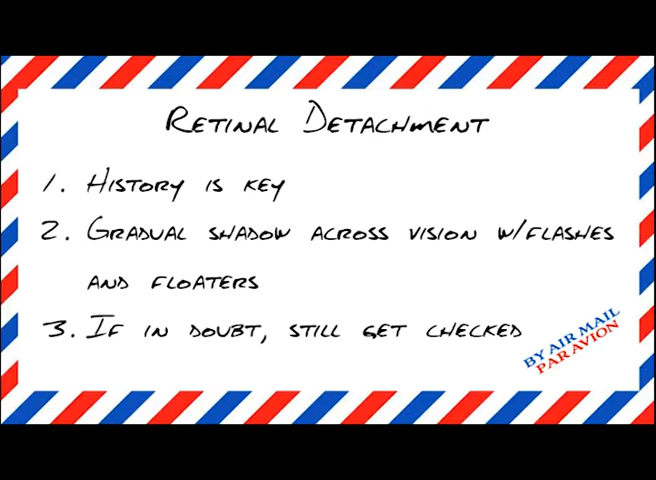 Retinal Detachment
1. History is key
2. Gradual shadow across vision w/flashes
and floaters
3. If in doubt, still get checked
BY AIR MAIL
PAR AVION